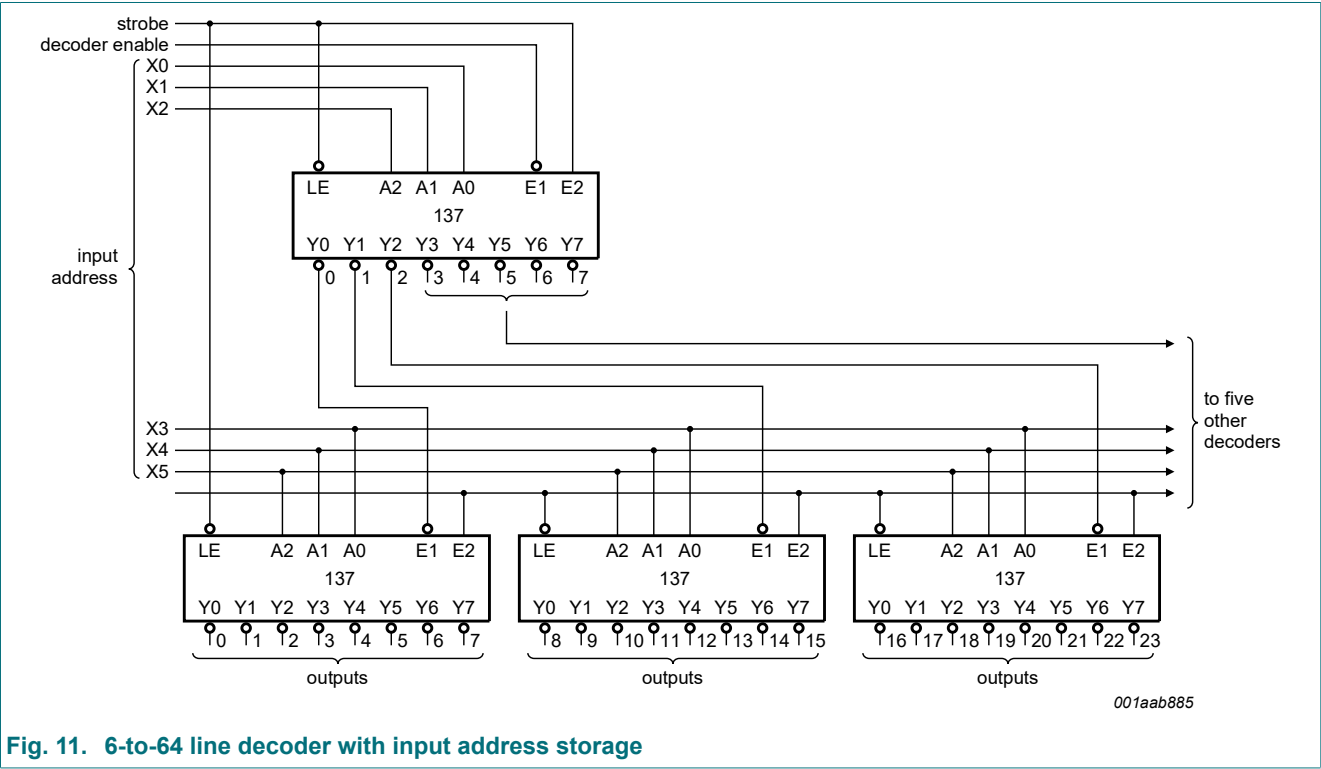 strobe
decoder enable
X0
X1
X2
LE A2 A1 A0 E1 E2
137
Y0 Y1 Y2 Y3 Y4 Y5 Y6 Y7
0 1 2 3 4 5 6 7
input
address
to five
other
decoders
X3
X4
X5
LE A2 A1 A0 E1 E2 LE A2 A1 A0 E1 E2 LE A2 A1 A0 E1 E2
137 137 137
Y0 Y1 Y2 Y3 Y4 Y5 Y6 Y7 Y0 Y1 Y2 Y3 Y4 Y5 Y6 Y7 Y0 Y1 Y2 Y3 Y4 Y5 Y6 Y7
0 1 2 3 4 5 6 7 8 9 10 11 12 13 14 15 16 17 18 19 20 21 22 23
outputs outputs outputs
001aab885
Fig. 11. 6-to-64 line decoder with input address storage